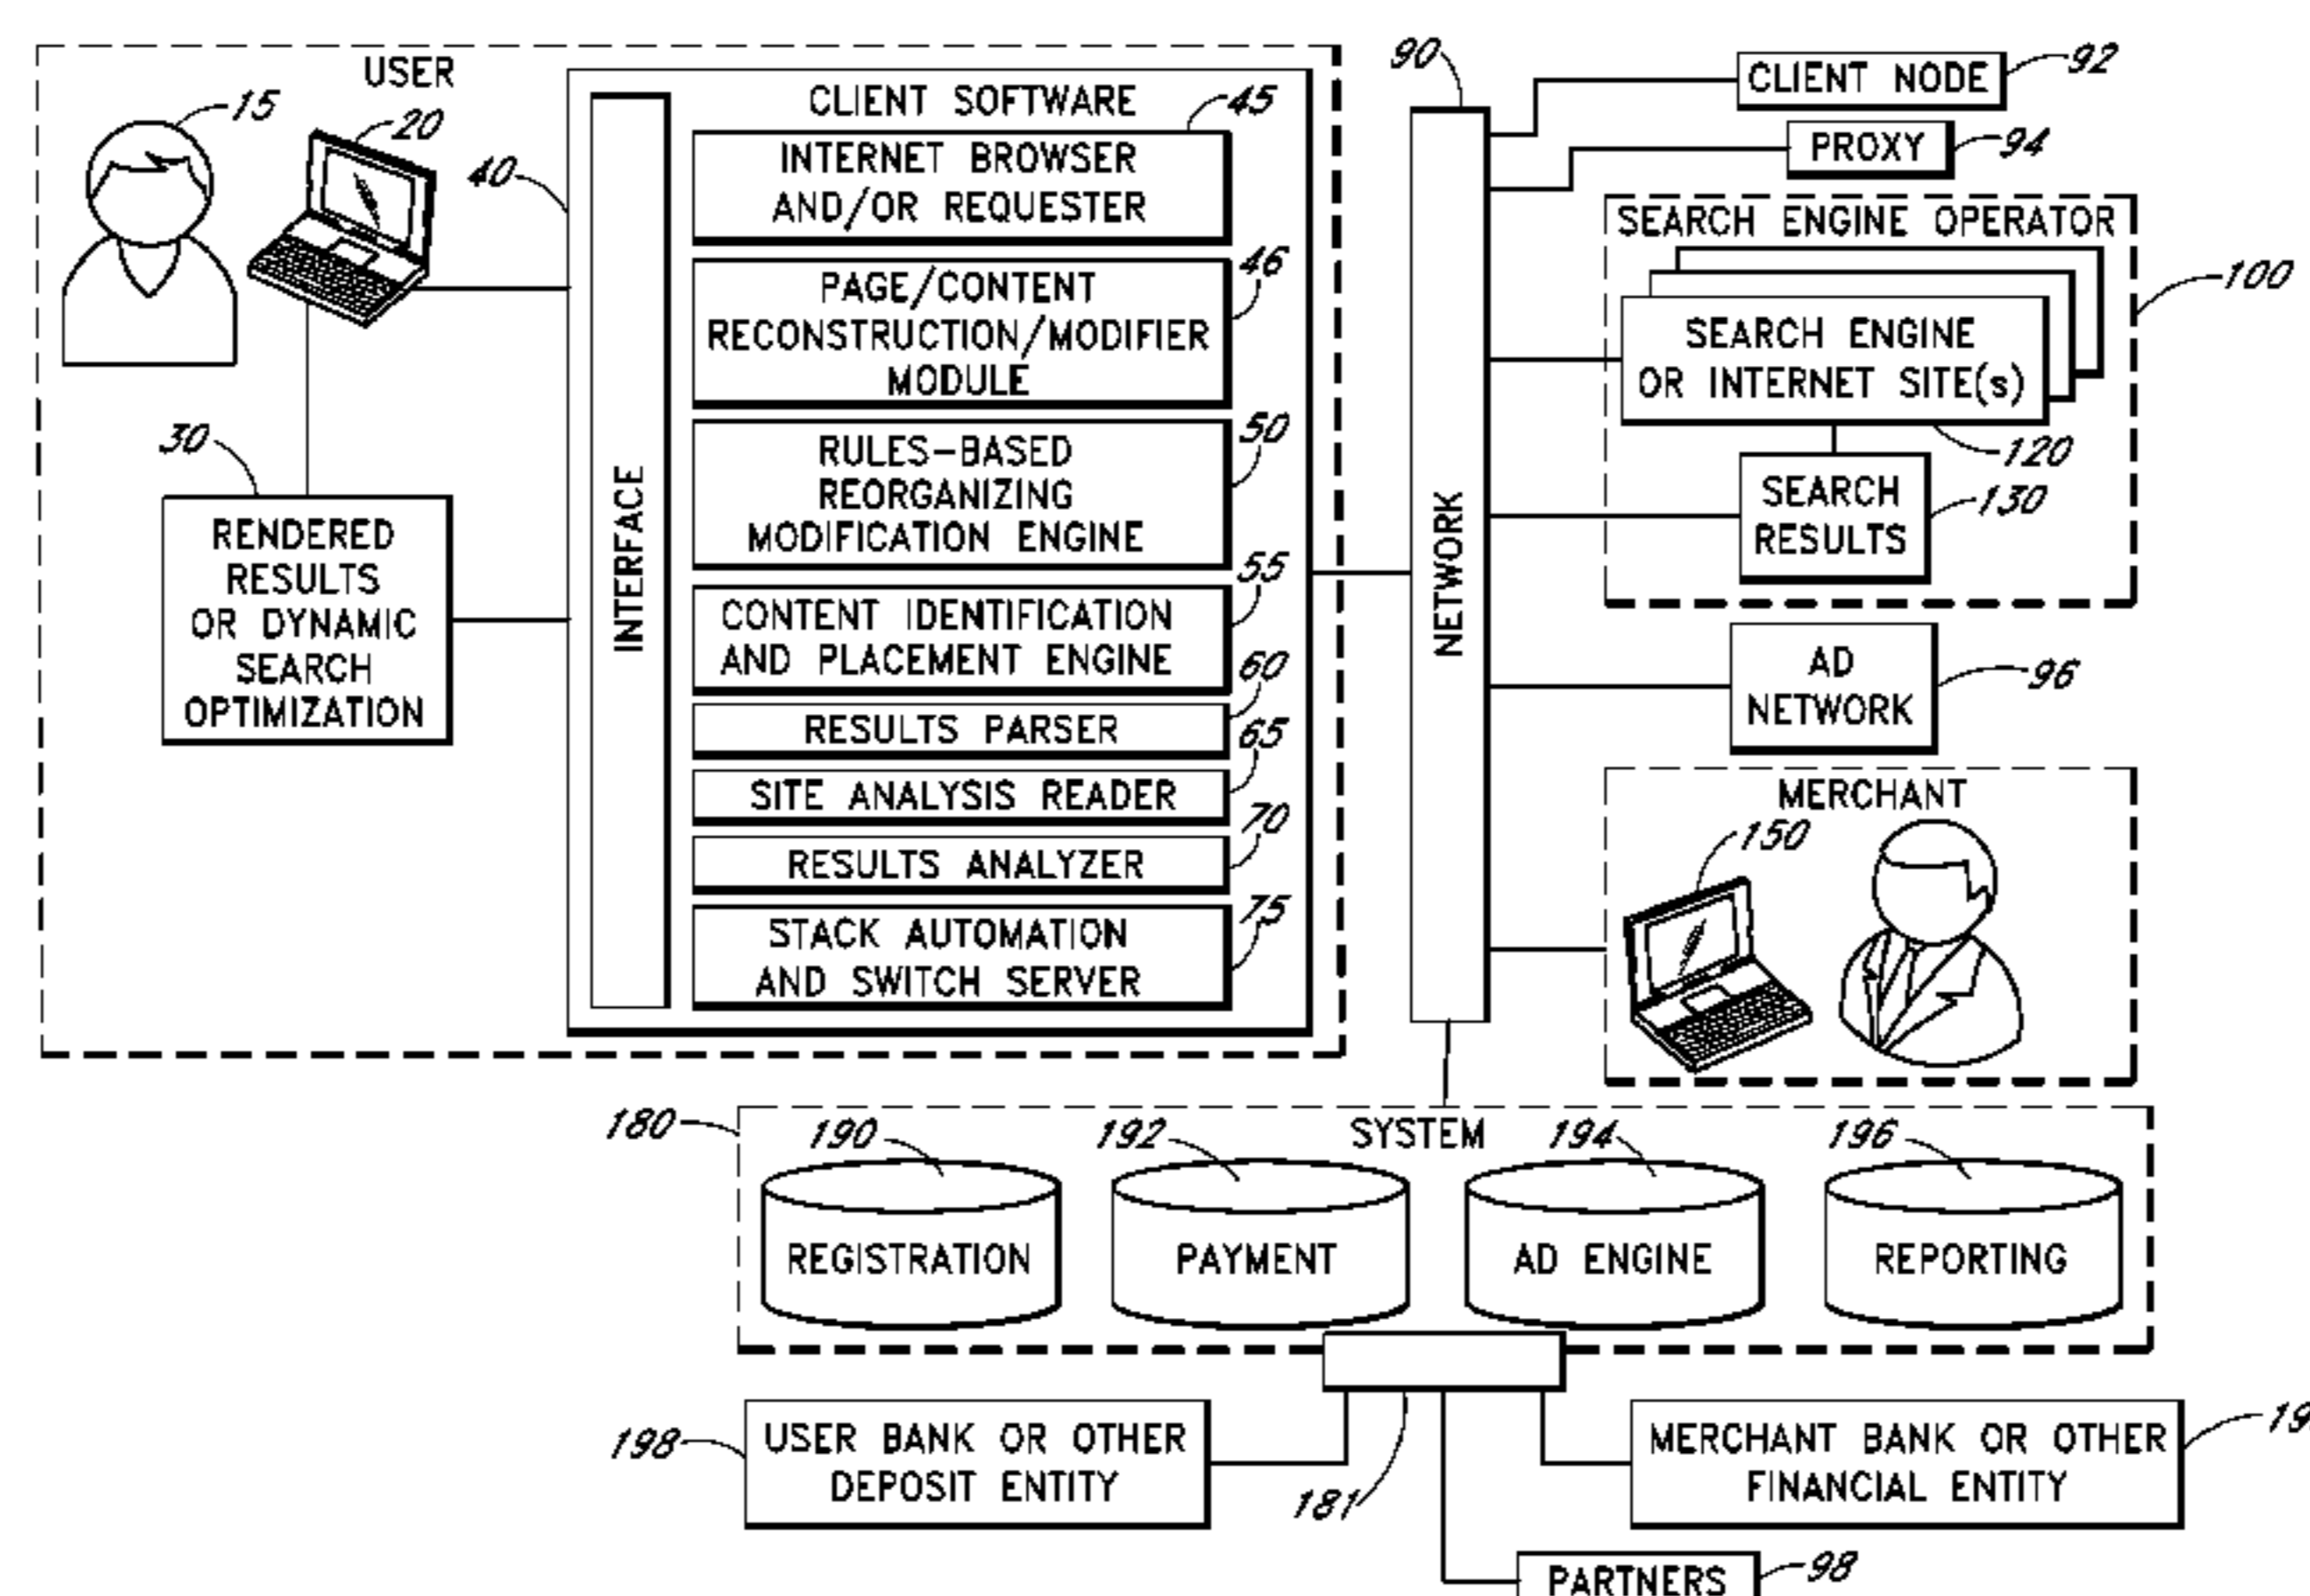 USER
15
20
40
30
RENDERED
RESULTS
OR DYNAMIC
SEARCH
OPTIMIZATION
CLIENT SOFTWARE
INTERFACE
45
INTERNET BROWSER
AND/OR REQUESTER
46
PAGE/CONTENT
RECONSTRUCTION/MODIFIER
MODULE
50
RULES-BASED
REORGANIZING
MODIFICATION ENGINE
55
CONTENT IDENTIFICATION
AND PLACEMENT ENGINE
60
RESULTS PARSER
65
SITE ANALYSIS READER
70
RESULTS ANALYZER
75
STACK AUTOMATION
AND SWITCH SERVER
90
NETWORK
CLIENT NODE
92
PROXY
94
SEARCH ENGINE OPERATOR
100
SEARCH ENGINE
OR INTERNET SITE(s)
120
SEARCH
RESULTS
130
AD
NETWORK
96
MERCHANT
150
180
SYSTEM
190
192
194
196
REGISTRATION
PAYMENT
AD ENGINE
REPORTING
198
USER BANK OR OTHER
DEPOSIT ENTITY
181
MERCHANT BANK OR OTHER
FINANCIAL ENTITY
PARTNERS
98